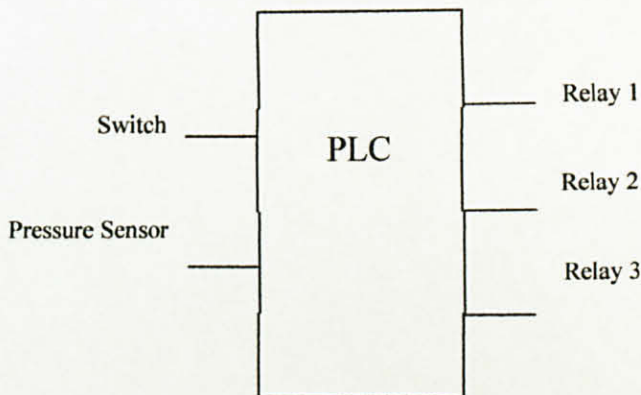 Switch
Pressure Sensor
PLC
Relay 1
Relay 2
Relay 3